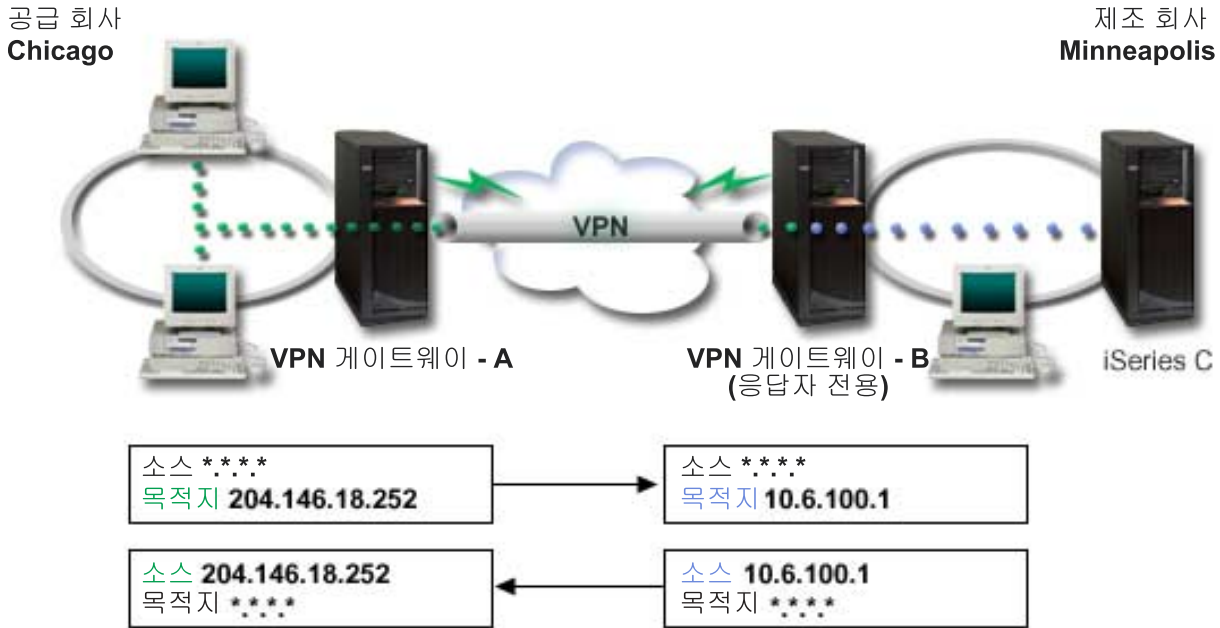 공급 회사
Chicago
제조 회사
Minneapolis
VPN
VPN 게이트웨이 - A
VPN 게이트웨이 - B
(응답자 전용)
iSeries C
소스 *.*.*.*
목적지 204.146.18.252
소스 *.*.*.*
목적지 10.6.100.1
소스 204.146.18.252
목적지 *.*.*.*
소스 10.6.100.1
목적지 *.*.*.*